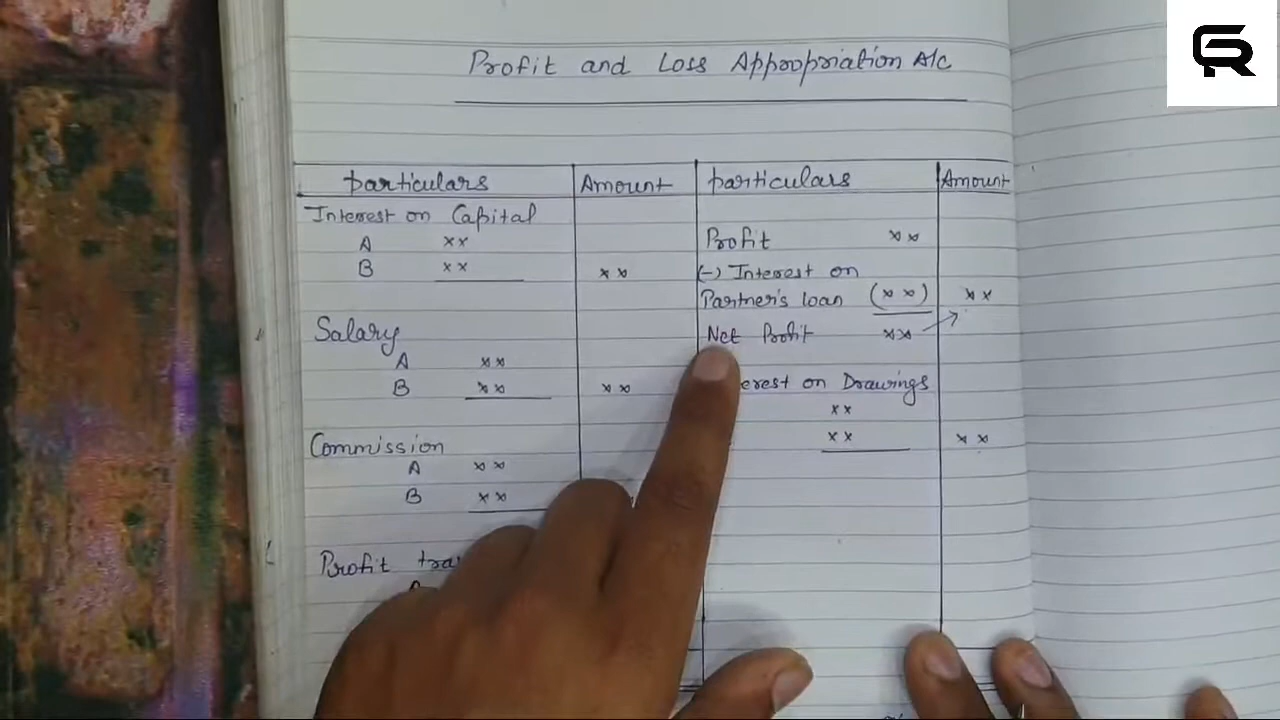 GR
Profit and Loss Appropriation A/c
particulars Amount particulars Amount
Interest on Capital
A xx
B xx xx
Salary
A xx
B xx xx
Commission
A xx
B xx
Profit
Profit xx
(-) Interest on
Partner's loan (xx) xx
Net Profit xx
on Drawings
xx
xx xx